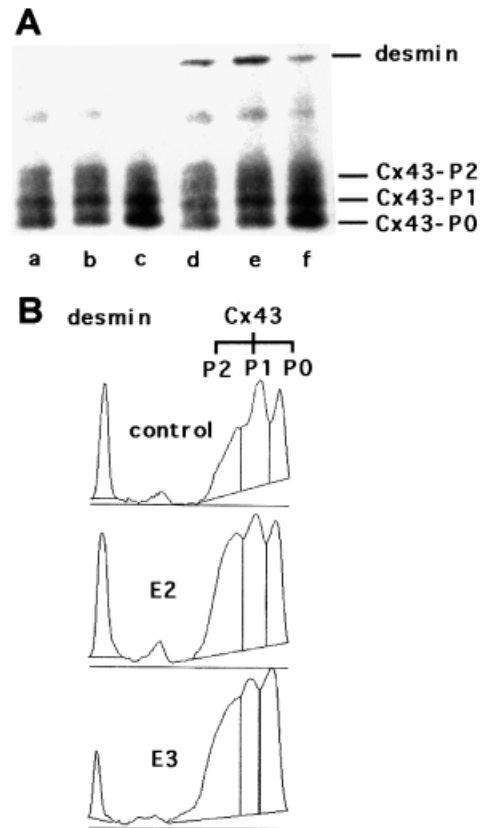 A
desmin
Cx43-P2
Cx43-P1
Cx43-P0
a b c d e f
B desmin Cx43
P2 P1 P0
control
E2
E3